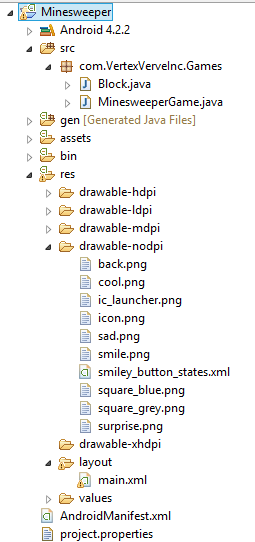 Minesweeper
Android 4.2.2
src
com.VertexVerveInc.Games
Block.java
MinesweeperGame.java
gen [Generated Java Files]
assets
bin
res
drawable-hdpi
drawable-ldpi
drawable-mdpi
drawable-nodpi
back.png
cool.png
ic_launcher.png
icon.png
sad.png
smile.png
smiley_button_states.xml
square_blue.png
square_grey.png
surprise.png
drawable-xhdpi
layout
main.xml
values
AndroidManifest.xml
project.properties